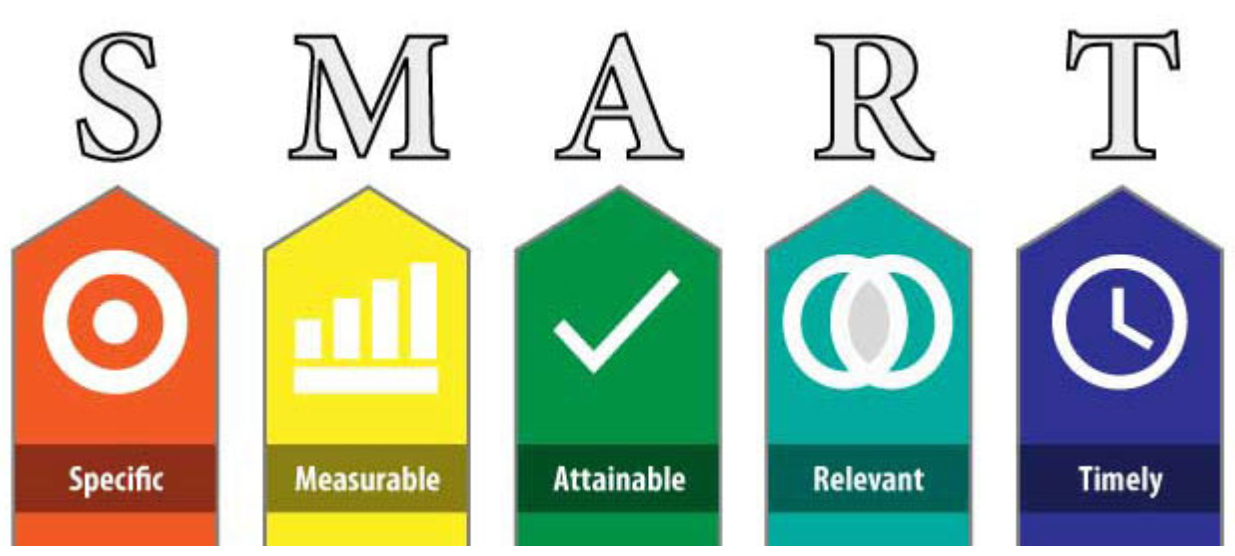 S M A R T
Specific Measurable Attainable Relevant Timely